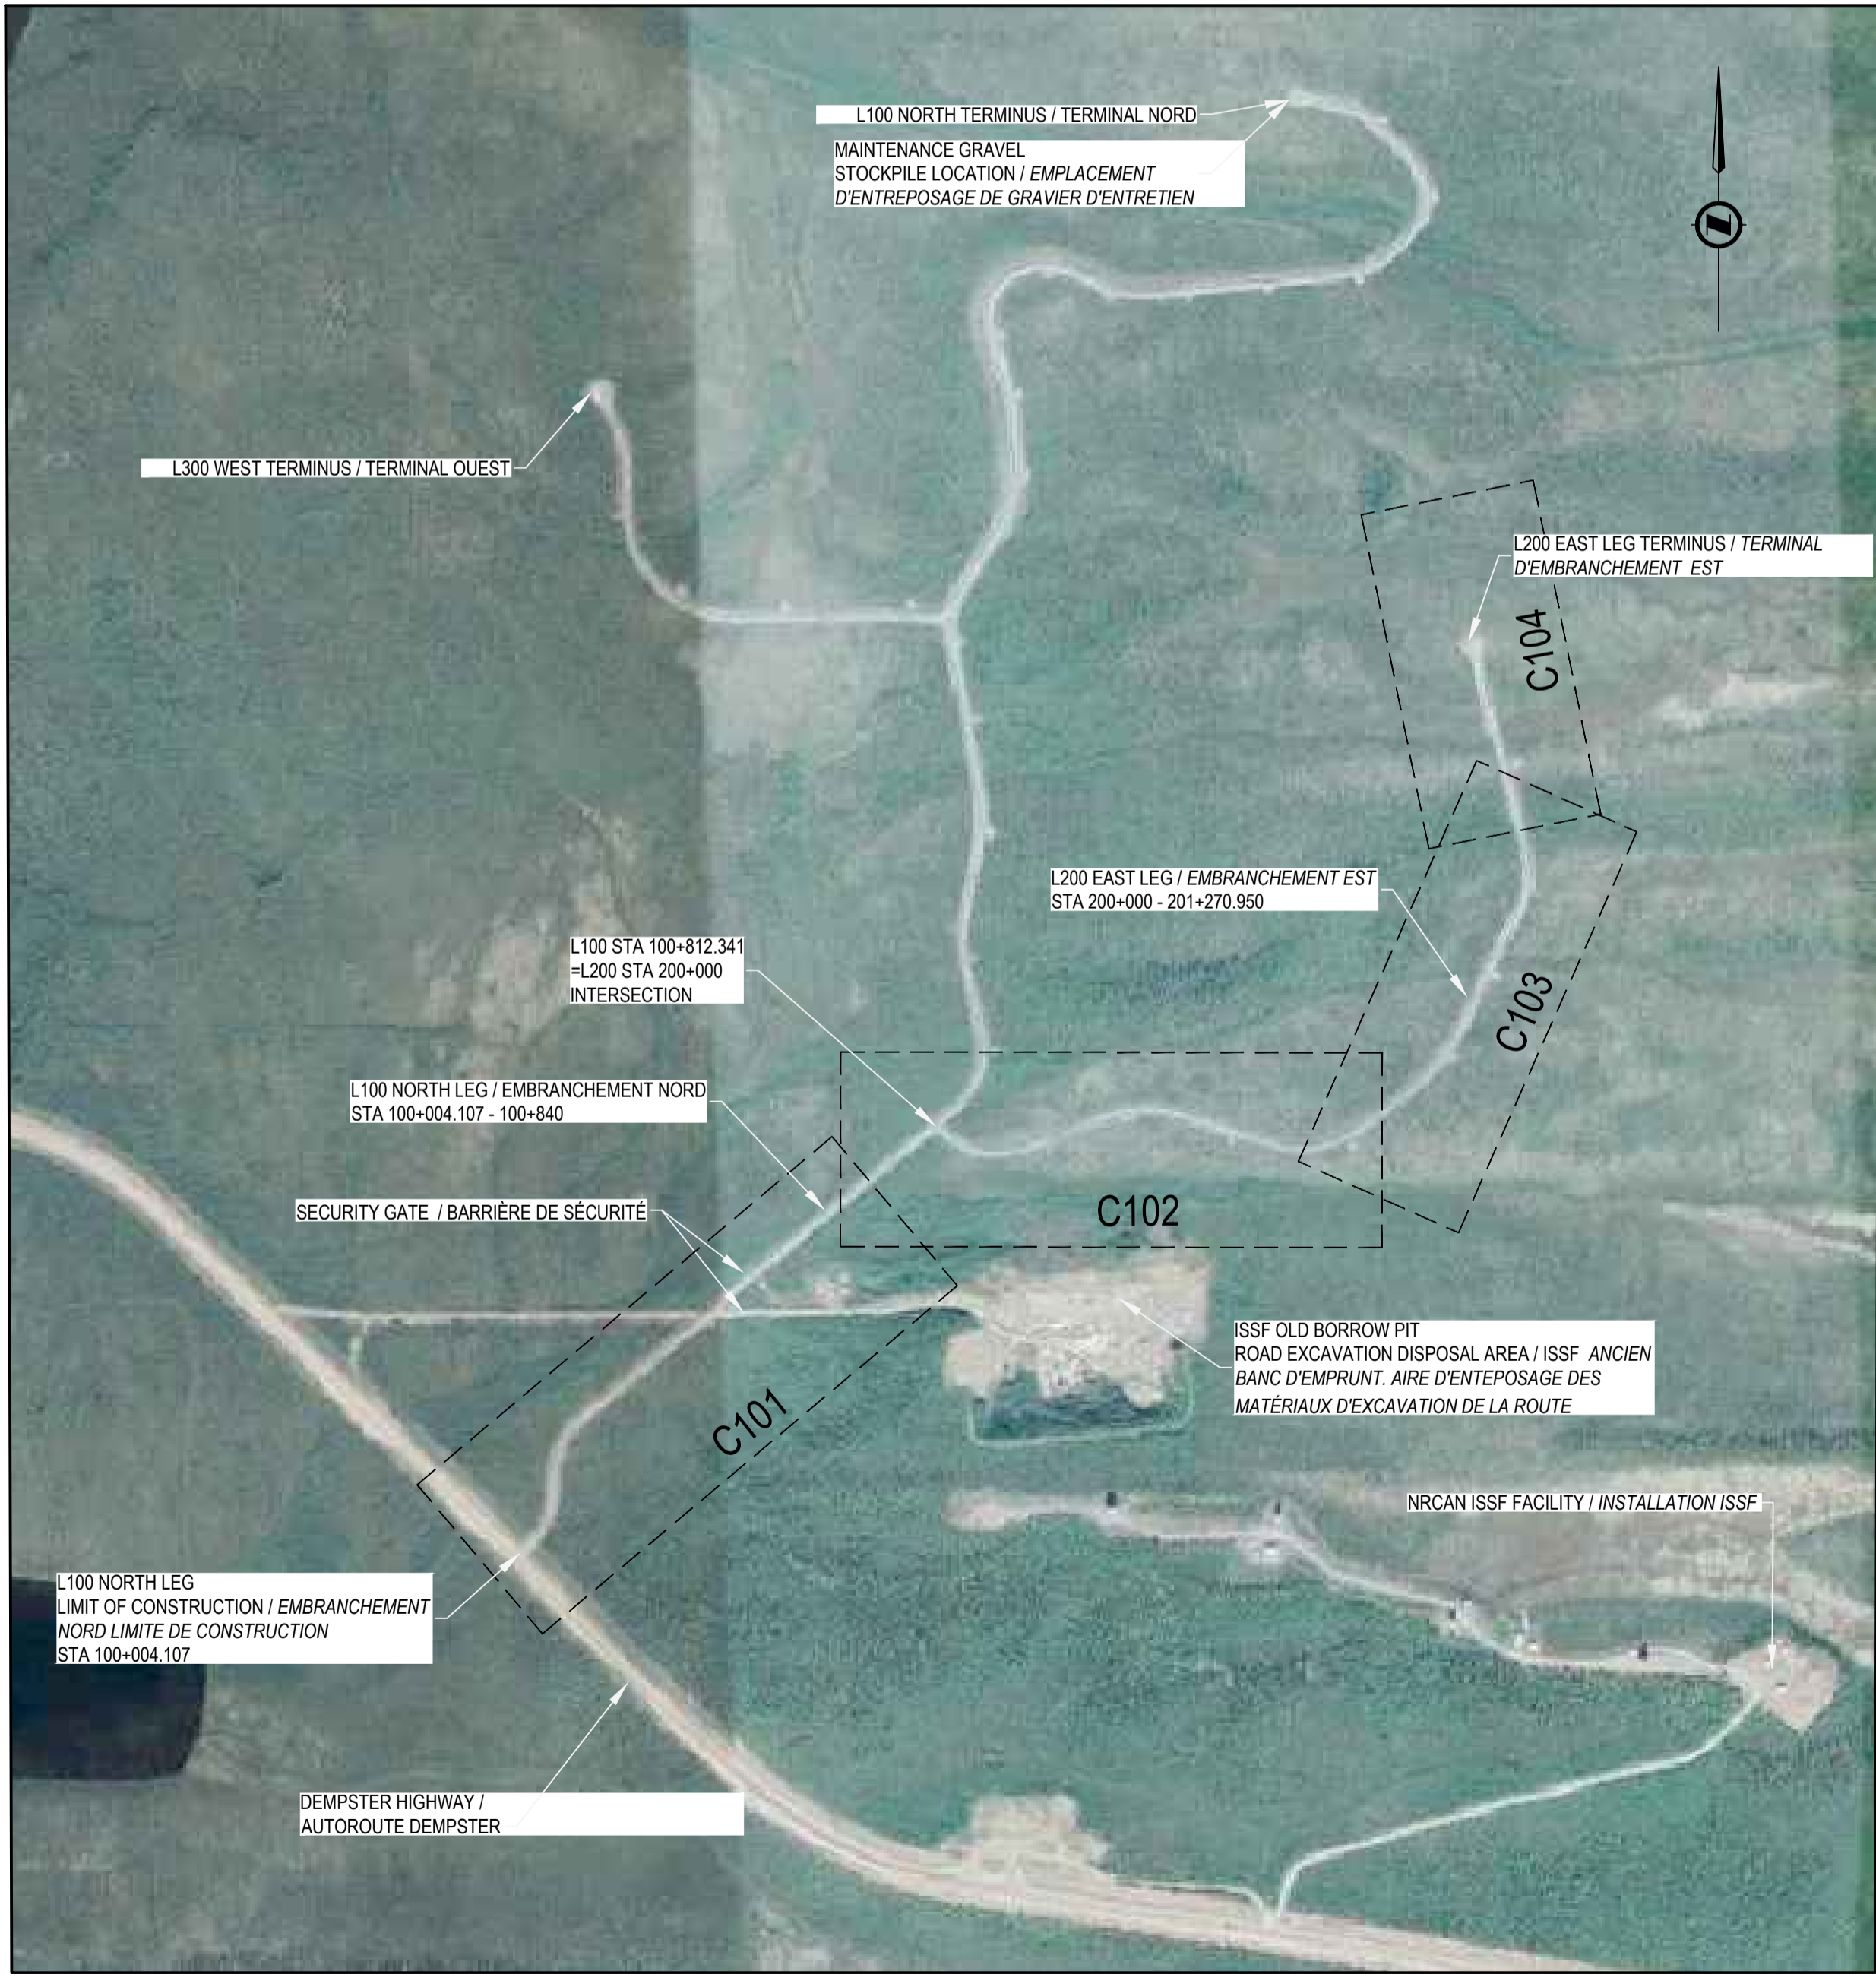 L100 NORTH TERMINUS / TERMINAL NORD
MAINTENANCE GRAVEL
STOCKPILE LOCATION / EMPLACEMENT
D'ENTREPOSAGE DE GRAVIER D'ENTRETIEN
L300 WEST TERMINUS / TERMINAL OUEST
L200 EAST LEG TERMINUS / TERMINAL
D'EMBRANCHEMENT EST
C104
L200 EAST LEG / EMBRANCHEMENT EST
STA 200+000 - 201+270.950
L100 STA 100+812.341
=L200 STA 200+000
INTERSECTION
C103
L100 NORTH LEG / EMBRANCHEMENT NORD
STA 100+004.107 - 100+840
SECURITY GATE / BARRIÈRE DE SÉCURITÉ
C102
ISSF OLD BORROW PIT
ROAD EXCAVATION DISPOSAL AREA / ISSF ANCIEN
BANC D'EMPRUNT. AIRE D'ENTEPOSAGE DES
MATÉRIAUX D'EXCAVATION DE LA ROUTE
C101
NRCAN ISSF FACILITY / INSTALLATION ISSF
L100 NORTH LEG
LIMIT OF CONSTRUCTION / EMBRANCHEMENT
NORD LIMITE DE CONSTRUCTION
STA 100+004.107
DEMPSTER HIGHWAY /
AUTOROUTE DEMPSTER